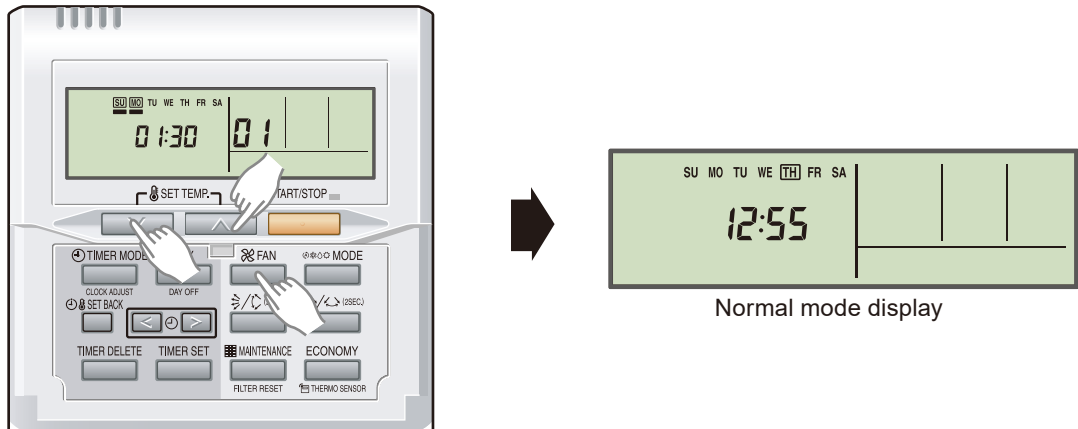 SU MO TU WE TH FR SA
01:30 01
SET TEMP. TART/STOP
TIMER MODE FAN MODE
CLOCK ADJUST DAY OFF
SET BACK (2SEC.)
TIMER DELETE TIMER SET MAINTENANCE ECONOMY
FILTER RESET THERMO SENSOR
SU MO TU WE TH FR SA
12:55
Normal mode display